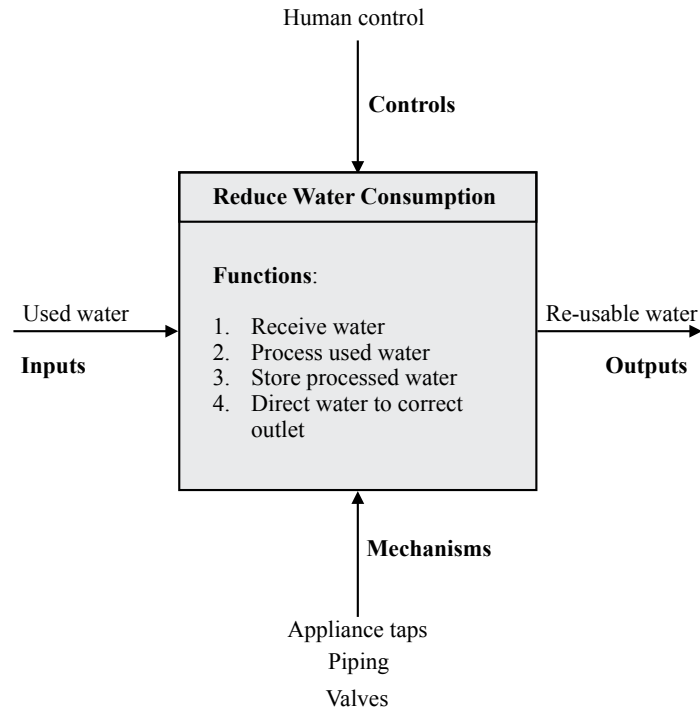 Human control
Controls
Reduce Water Consumption
Functions:
1. Receive water
2. Process used water
3. Store processed water
4. Direct water to correct
outlet
Used water
Inputs
Re-usable water
Outputs
Mechanisms
Appliance taps
Piping
Valves